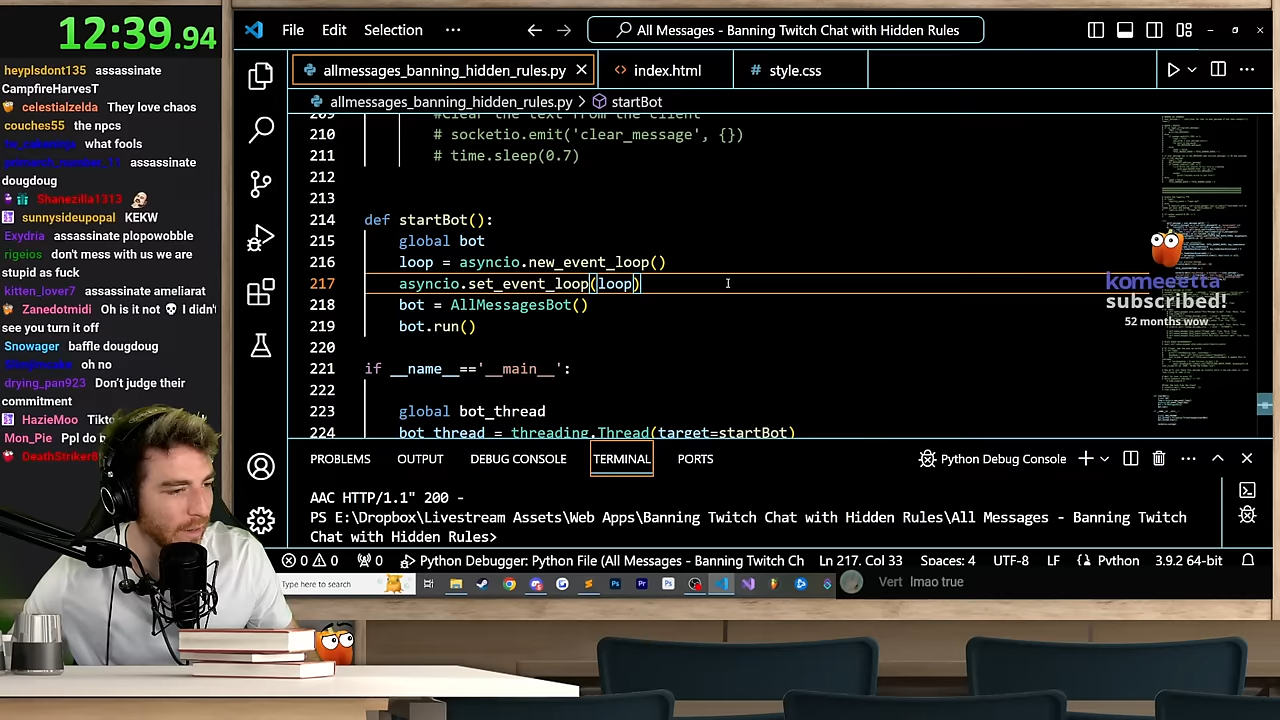 12:39.94
heyplsdont135 assassinate
CampfireHarvesT
celestialzelda They love chaos
couches55 the npcs
what fools
assassinate
dougdoug
Shanezilla1313
sunnysideupopal KEKW
Exydria assassinate plopowobble
rigeios don't mess with us we are
stupid as fuck
kitten_lover7 assassinate ameliarat
Zanedotmidi Oh is it not 💀 I didn't
see you turn it off
Snowager baffle dougdoug
oh no
drying_pan923 Don't judge their
commitment
HazieMoo Tikto
Mon_Pie Ppl do n
DeathStriker8
File Edit Selection ···
All Messages - Banning Twitch Chat with Hidden Rules
allmessages_banning_hidden_rules.py
index.html
style.css
allmessages_banning_hidden_rules.py > startBot
209 #Clear the text from the client
210 # socketio.emit('clear_message', {})
211 # time.sleep(0.7)
212
213
214 def startBot():
215 global bot
216 loop = asyncio.new_event_loop()
217 asyncio.set_event_loop(loop)
218 bot = AllMessagesBot()
219 bot.run()
220
221 if __name__=='__main__':
222
223 global bot_thread
224 bot_thread = threading.Thread(target=startBot)
komeeetta
subscribed!
52 months wow
PROBLEMS OUTPUT DEBUG CONSOLE TERMINAL PORTS
Python Debug Console
AAC HTTP/1.1" 200 -
PS E:\Dropbox\Livestream Assets\Web Apps\Banning Twitch Chat with Hidden Rules\All Messages - Banning Twitch
Chat with Hidden Rules>
0 0 0 Python Debugger: Python File (All Messages - Banning Twitch Ch Ln 217, Col 33 Spaces: 4 UTF-8 LF Python 3.9.2 64-bit
Type here to search
Vert lmao true